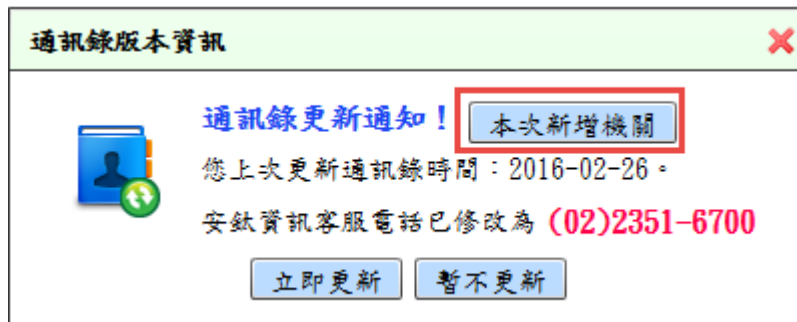 通訊錄版本資訊
通訊錄更新通知！ 本次新增機關
您上次更新通訊錄時間：2016-02-26。
安鈦資訊客服電話已修改為 (02)2351-6700
立即更新 暫不更新